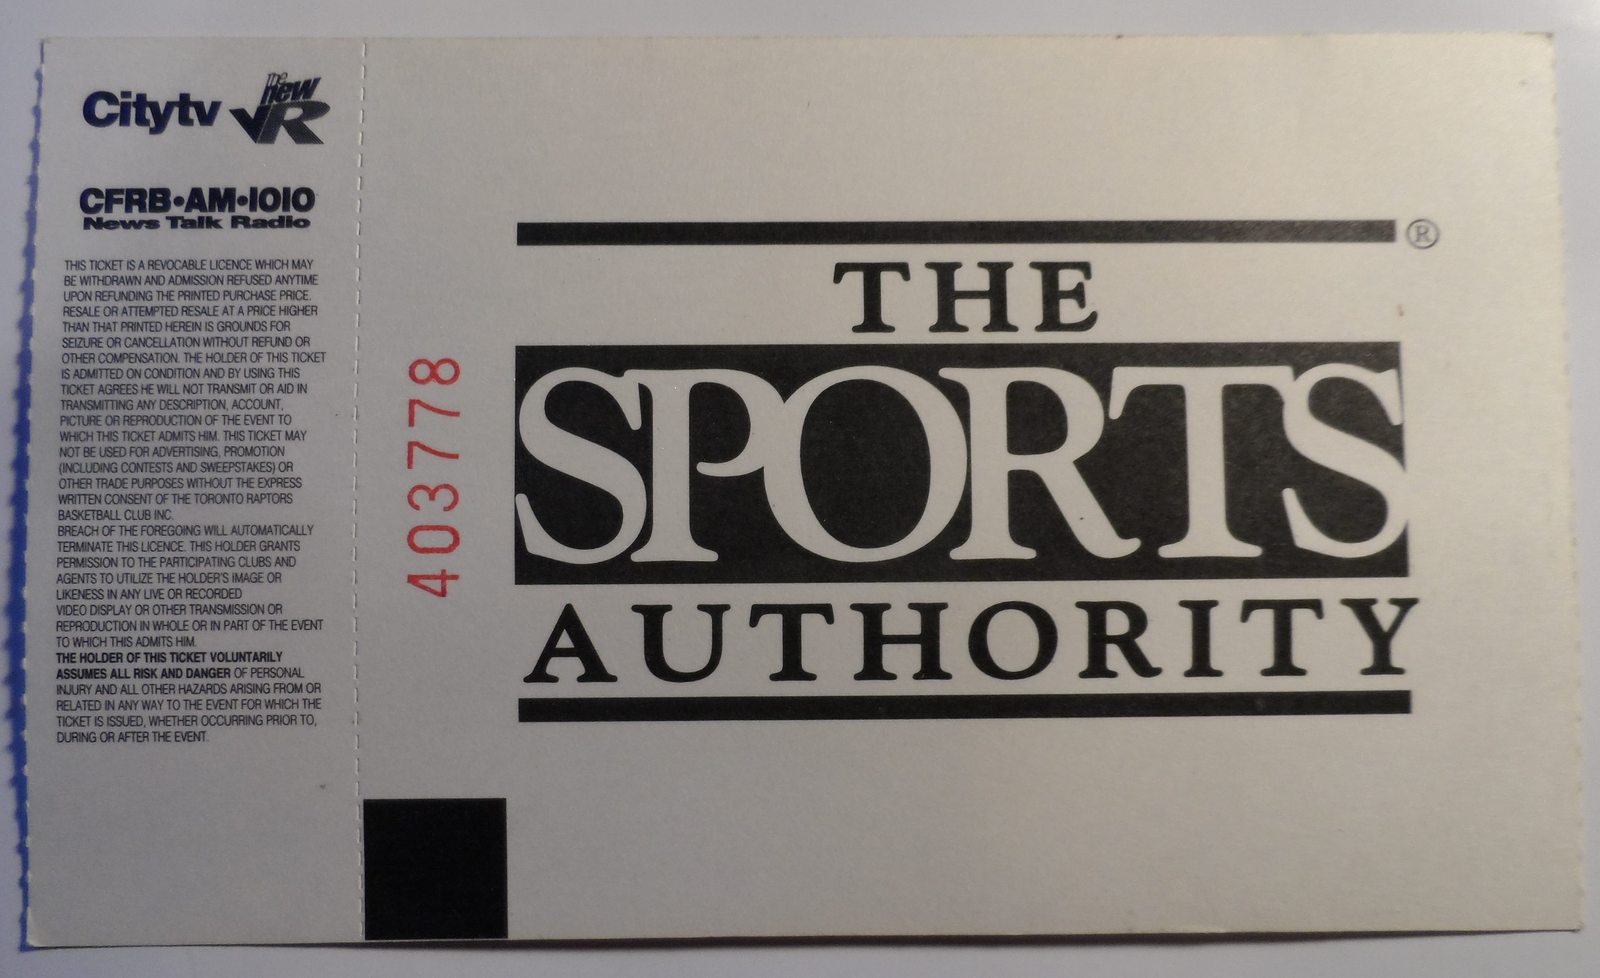 Citytv the new VR
CFRB•AM•1010
News Talk Radio
THIS TICKET IS A REVOCABLE LICENCE WHICH MAY
BE WITHDRAWN AND ADMISSION REFUSED ANYTIME
UPON REFUNDING THE PRINTED PURCHASE PRICE.
RESALE OR ATTEMPTED RESALE AT A PRICE HIGHER
THAN THAT PRINTED HEREIN IS GROUNDS FOR
SEIZURE OR CANCELLATION WITHOUT REFUND OR
OTHER COMPENSATION. THE HOLDER OF THIS TICKET
IS ADMITTED ON CONDITION AND BY USING THIS
TICKET AGREES HE WILL NOT TRANSMIT OR AID IN
TRANSMITTING ANY DESCRIPTION, ACCOUNT,
PICTURE OR REPRODUCTION OF THE EVENT TO
WHICH THIS TICKET ADMITS HIM. THIS TICKET MAY
NOT BE USED FOR ADVERTISING, PROMOTION
(INCLUDING CONTESTS AND SWEEPSTAKES) OR
OTHER TRADE PURPOSES WITHOUT THE EXPRESS
WRITTEN CONSENT OF THE TORONTO RAPTORS
BASKETBALL CLUB INC.
BREACH OF THE FOREGOING WILL AUTOMATICALLY
TERMINATE THIS LICENCE. THIS HOLDER GRANTS
PERMISSION TO THE PARTICIPATING CLUBS AND
AGENTS TO UTILIZE THE HOLDER'S IMAGE OR
LIKENESS IN ANY LIVE OR RECORDED
VIDEO DISPLAY OR OTHER TRANSMISSION OR
REPRODUCTION IN WHOLE OR IN PART OF THE EVENT
TO WHICH THIS ADMITS HIM.
THE HOLDER OF THIS TICKET VOLUNTARILY
ASSUMES ALL RISK AND DANGER OF PERSONAL
INJURY AND ALL OTHER HAZARDS ARISING FROM OR
RELATED IN ANY WAY TO THE EVENT FOR WHICH THE
TICKET IS ISSUED, WHETHER OCCURRING PRIOR TO,
DURING OR AFTER THE EVENT.
403778
THE ®
SPORTS
AUTHORITY